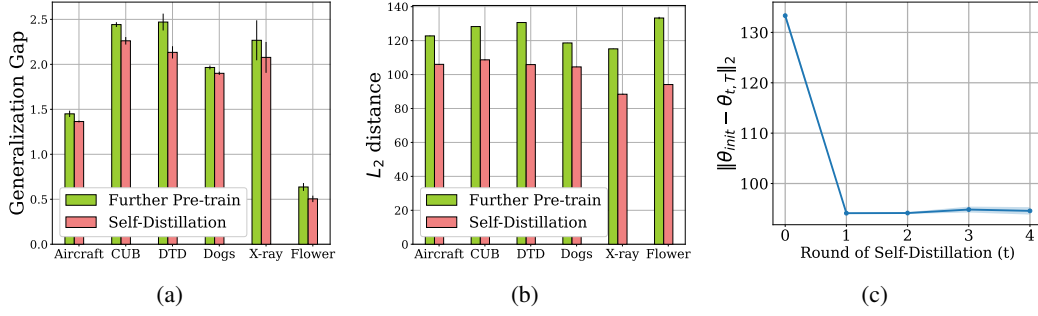 Generalization Gap
2.5
2.0
1.5
1.0
0.5
0.0
Further Pre-train
Self-Distillation
Aircraft CUB DTD Dogs X-ray Flower
(a)
L₂ distance
140
120
100
80
60
40
20
0
Further Pre-train
Self-Distillation
Aircraft CUB DTD Dogs X-ray Flower
(b)
(c)
‖θ_init − θ_t,T‖₂
130
120
110
100
0 1 2 3 4
Round of Self-Distillation (t)
(c)